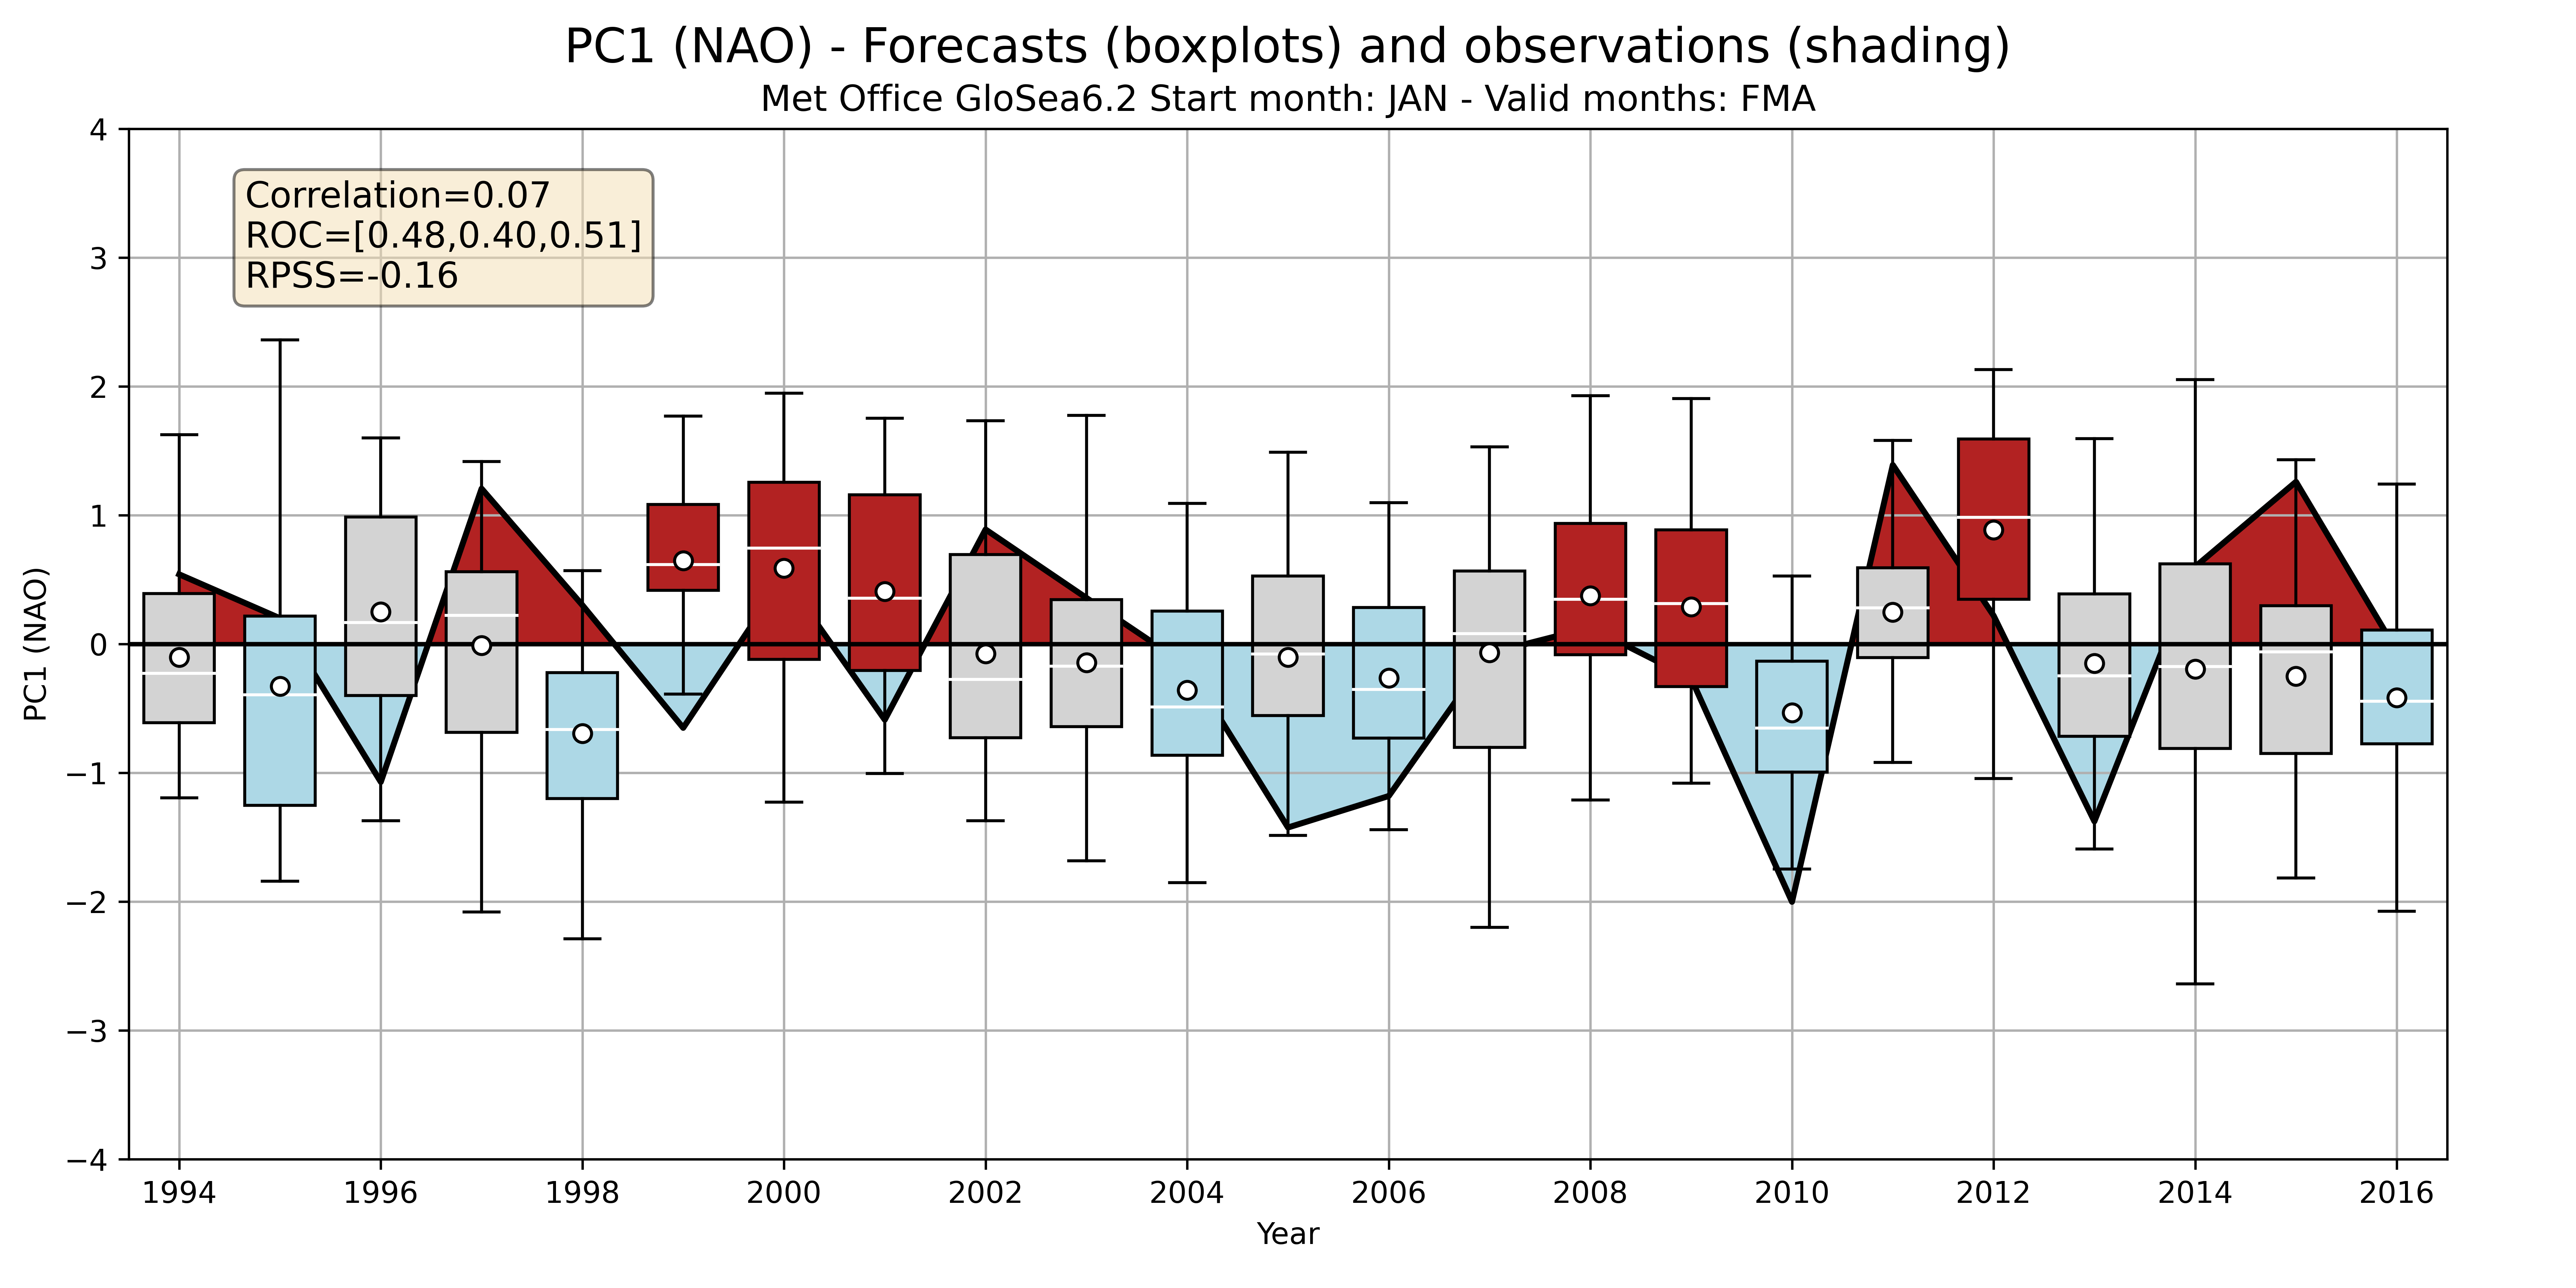 PC1 (NAO) - Forecasts (boxplots) and observations (shading)
Met Office GloSea6.2 Start month: JAN - Valid months: FMA
Correlation=0.07
ROC=[0.48,0.40,0.51]
RPSS=-0.16
PC1 (NAO)
4
3
2
1
0
−1
−2
−3
−4
1994 1996 1998 2000 2002 2004 2006 2008 2010 2012 2014 2016
Year